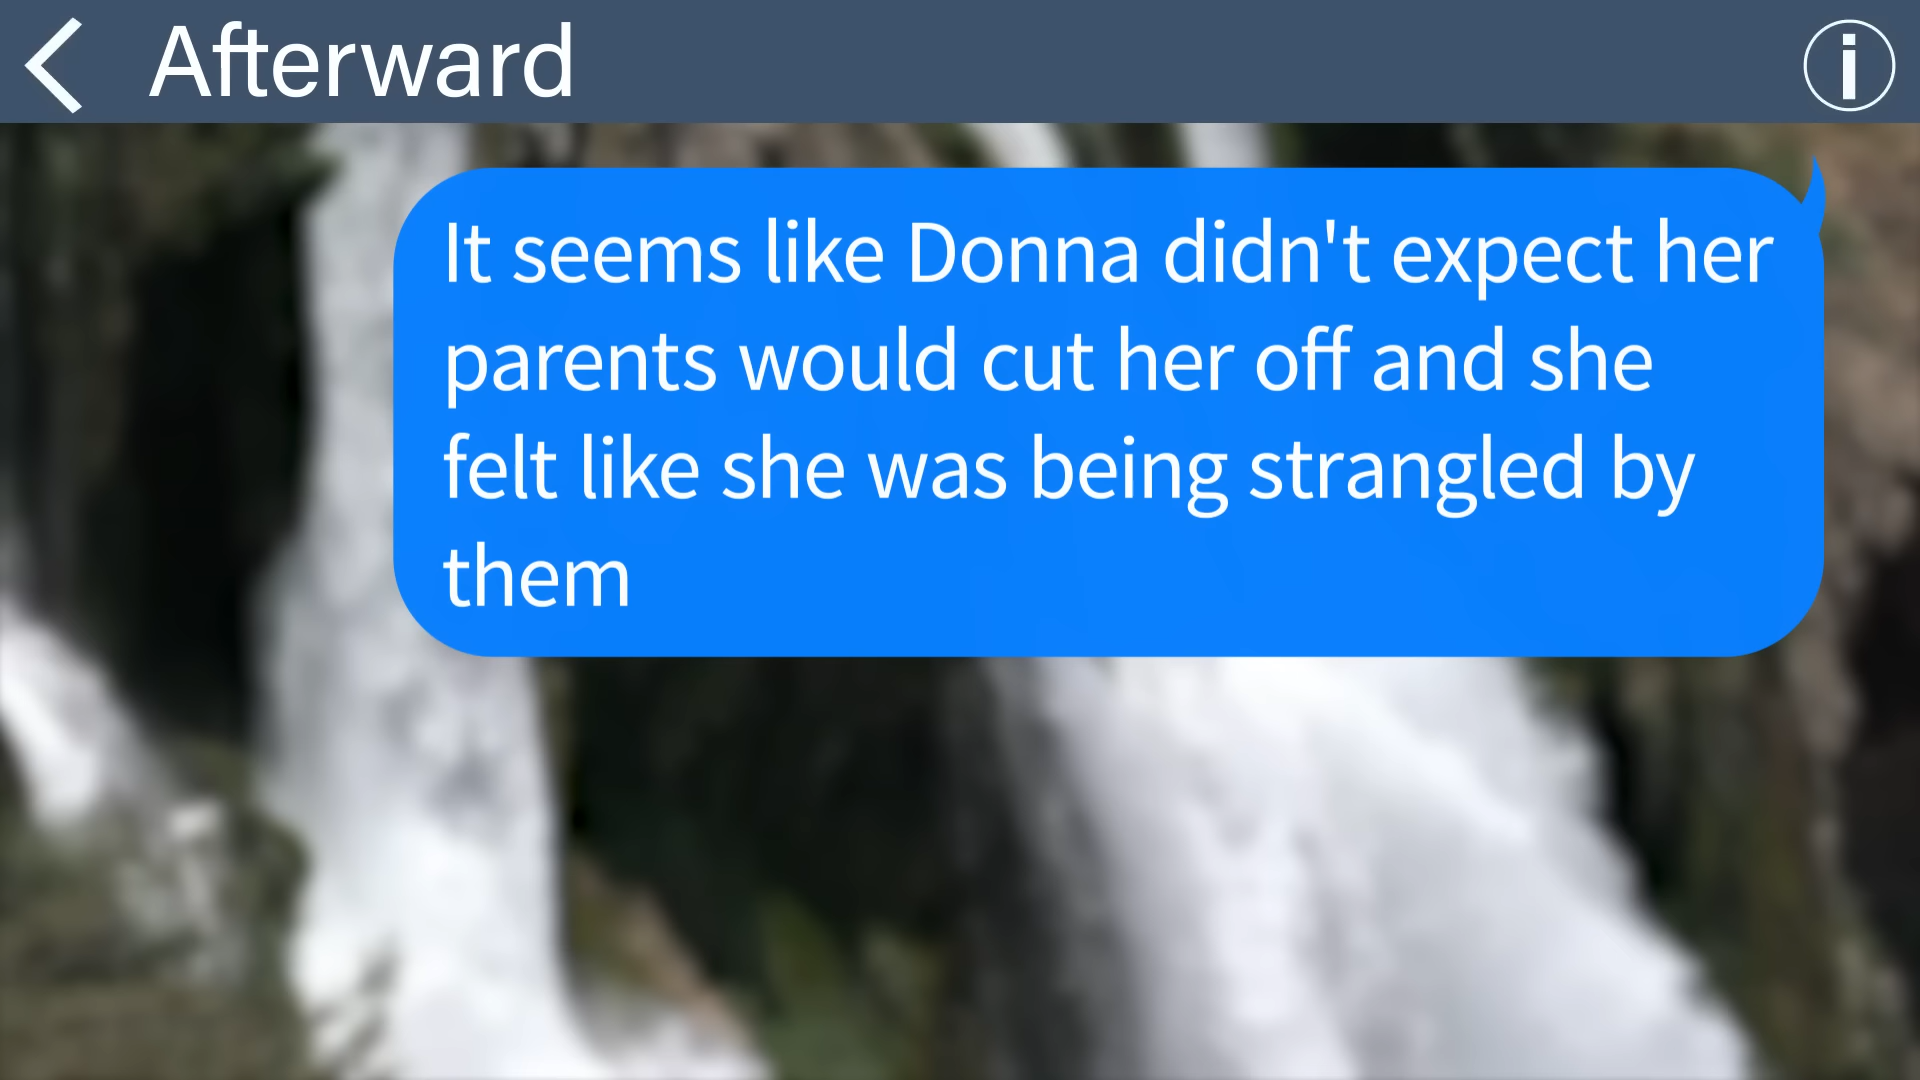 Afterward
It seems like Donna didn't expect her
parents would cut her off and she
felt like she was being strangled by
them